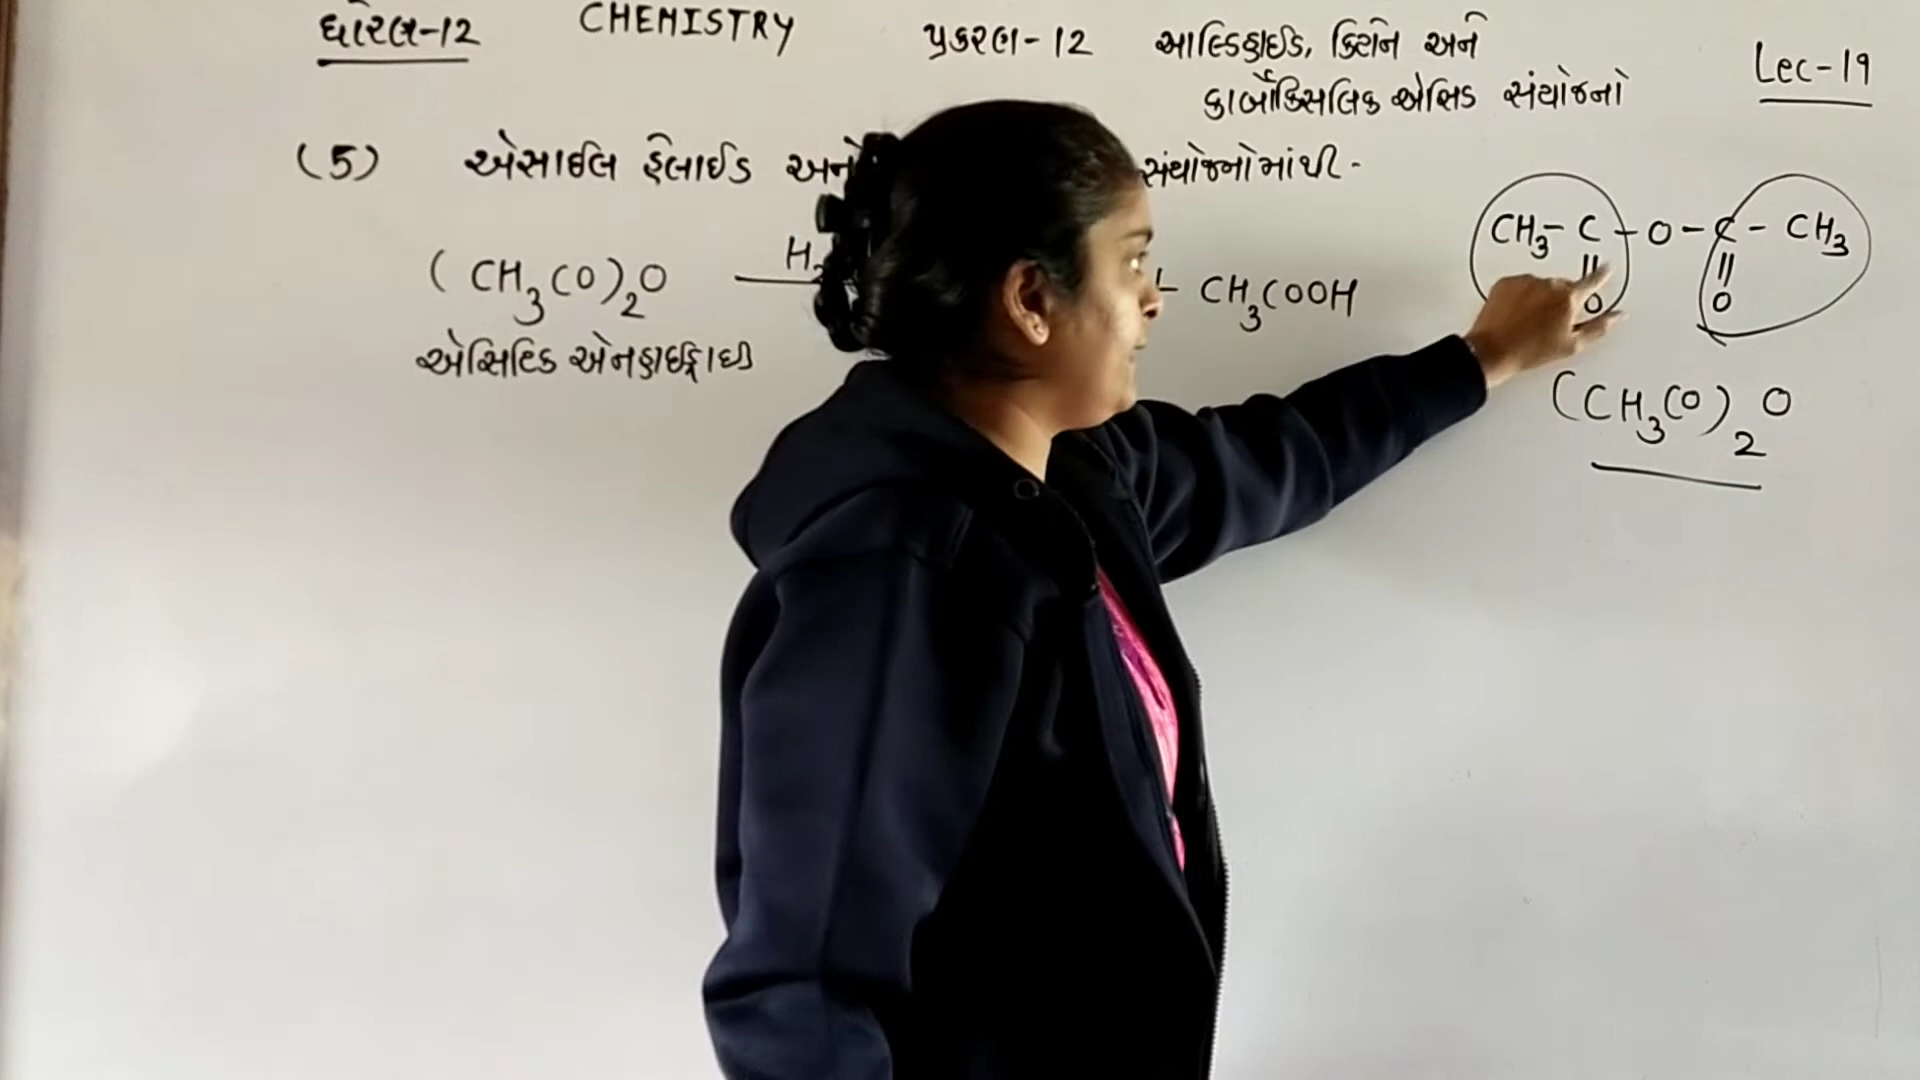 ધોરણ-12 CHEMISTRY પ્રકરણ-12 આલ્ડિહાઈડ, કિટોન અને
કાર્બોક્સિલિક એસિડ સંયોજનો
Lec-19
(5) એસાઈલ હેલાઈડ અને સંયોજનોમાંથી -
CH₃-C-O-C-CH₃
O O
(CH₃CO)₂O H₂ CH₃COOH
એસિટિક એનહાઈડ્રાઈડ
(CH₃CO)₂O